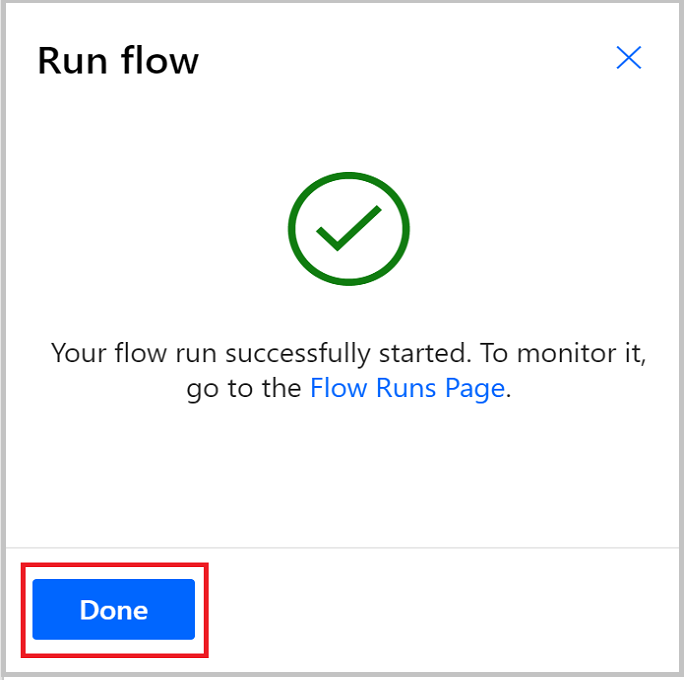 Run flow
Your flow run successfully started. To monitor it,
go to the Flow Runs Page.
Done